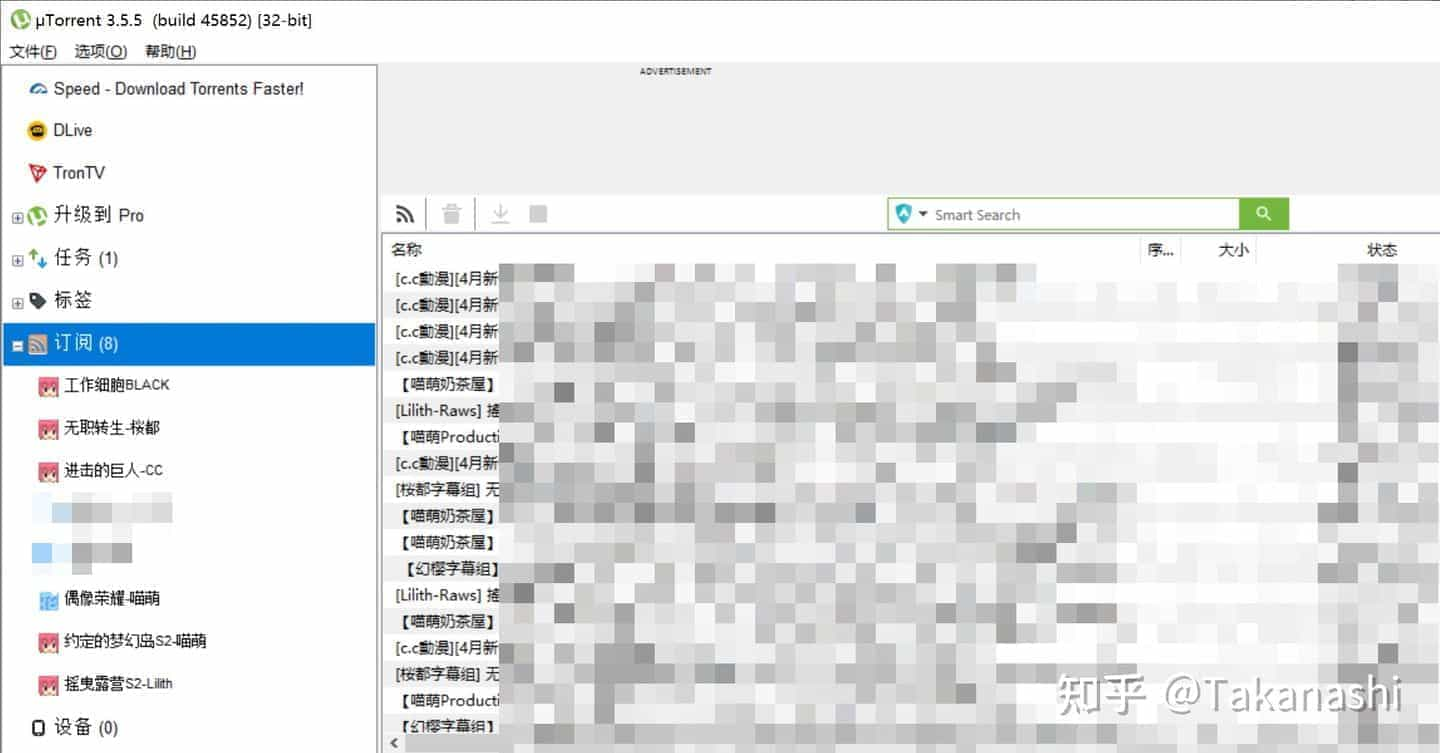 µTorrent 3.5.5 (build 45852) [32-bit]
文件(F) 选项(O) 帮助(H)
Speed - Download Torrents Faster!
DLive
TronTV
升级到 Pro
任务 (1)
标签
订阅 (8)
工作细胞BLACK
无职转生-桜都
进击的巨人-CC
偶像荣耀-喵萌
约定的梦幻岛S2-喵萌
摇曳露营S2-Lilith
设备 (0)
ADVERTISEMENT
Smart Search
名称 序... 大小 状态
[c.c動漫][4月新
[c.c動漫][4月新
[c.c動漫][4月新
[c.c動漫][4月新
【喵萌奶茶屋】
[Lilith-Raws] 搖
【喵萌Producti
[c.c動漫][4月新
[桜都字幕组] 无
【喵萌奶茶屋】
【喵萌奶茶屋】
【幻樱字幕组】
[Lilith-Raws] 搖
【喵萌奶茶屋】
[c.c動漫][4月新
[桜都字幕组] 无
【喵萌Producti
【幻樱字幕组】
知乎 @Takanashi